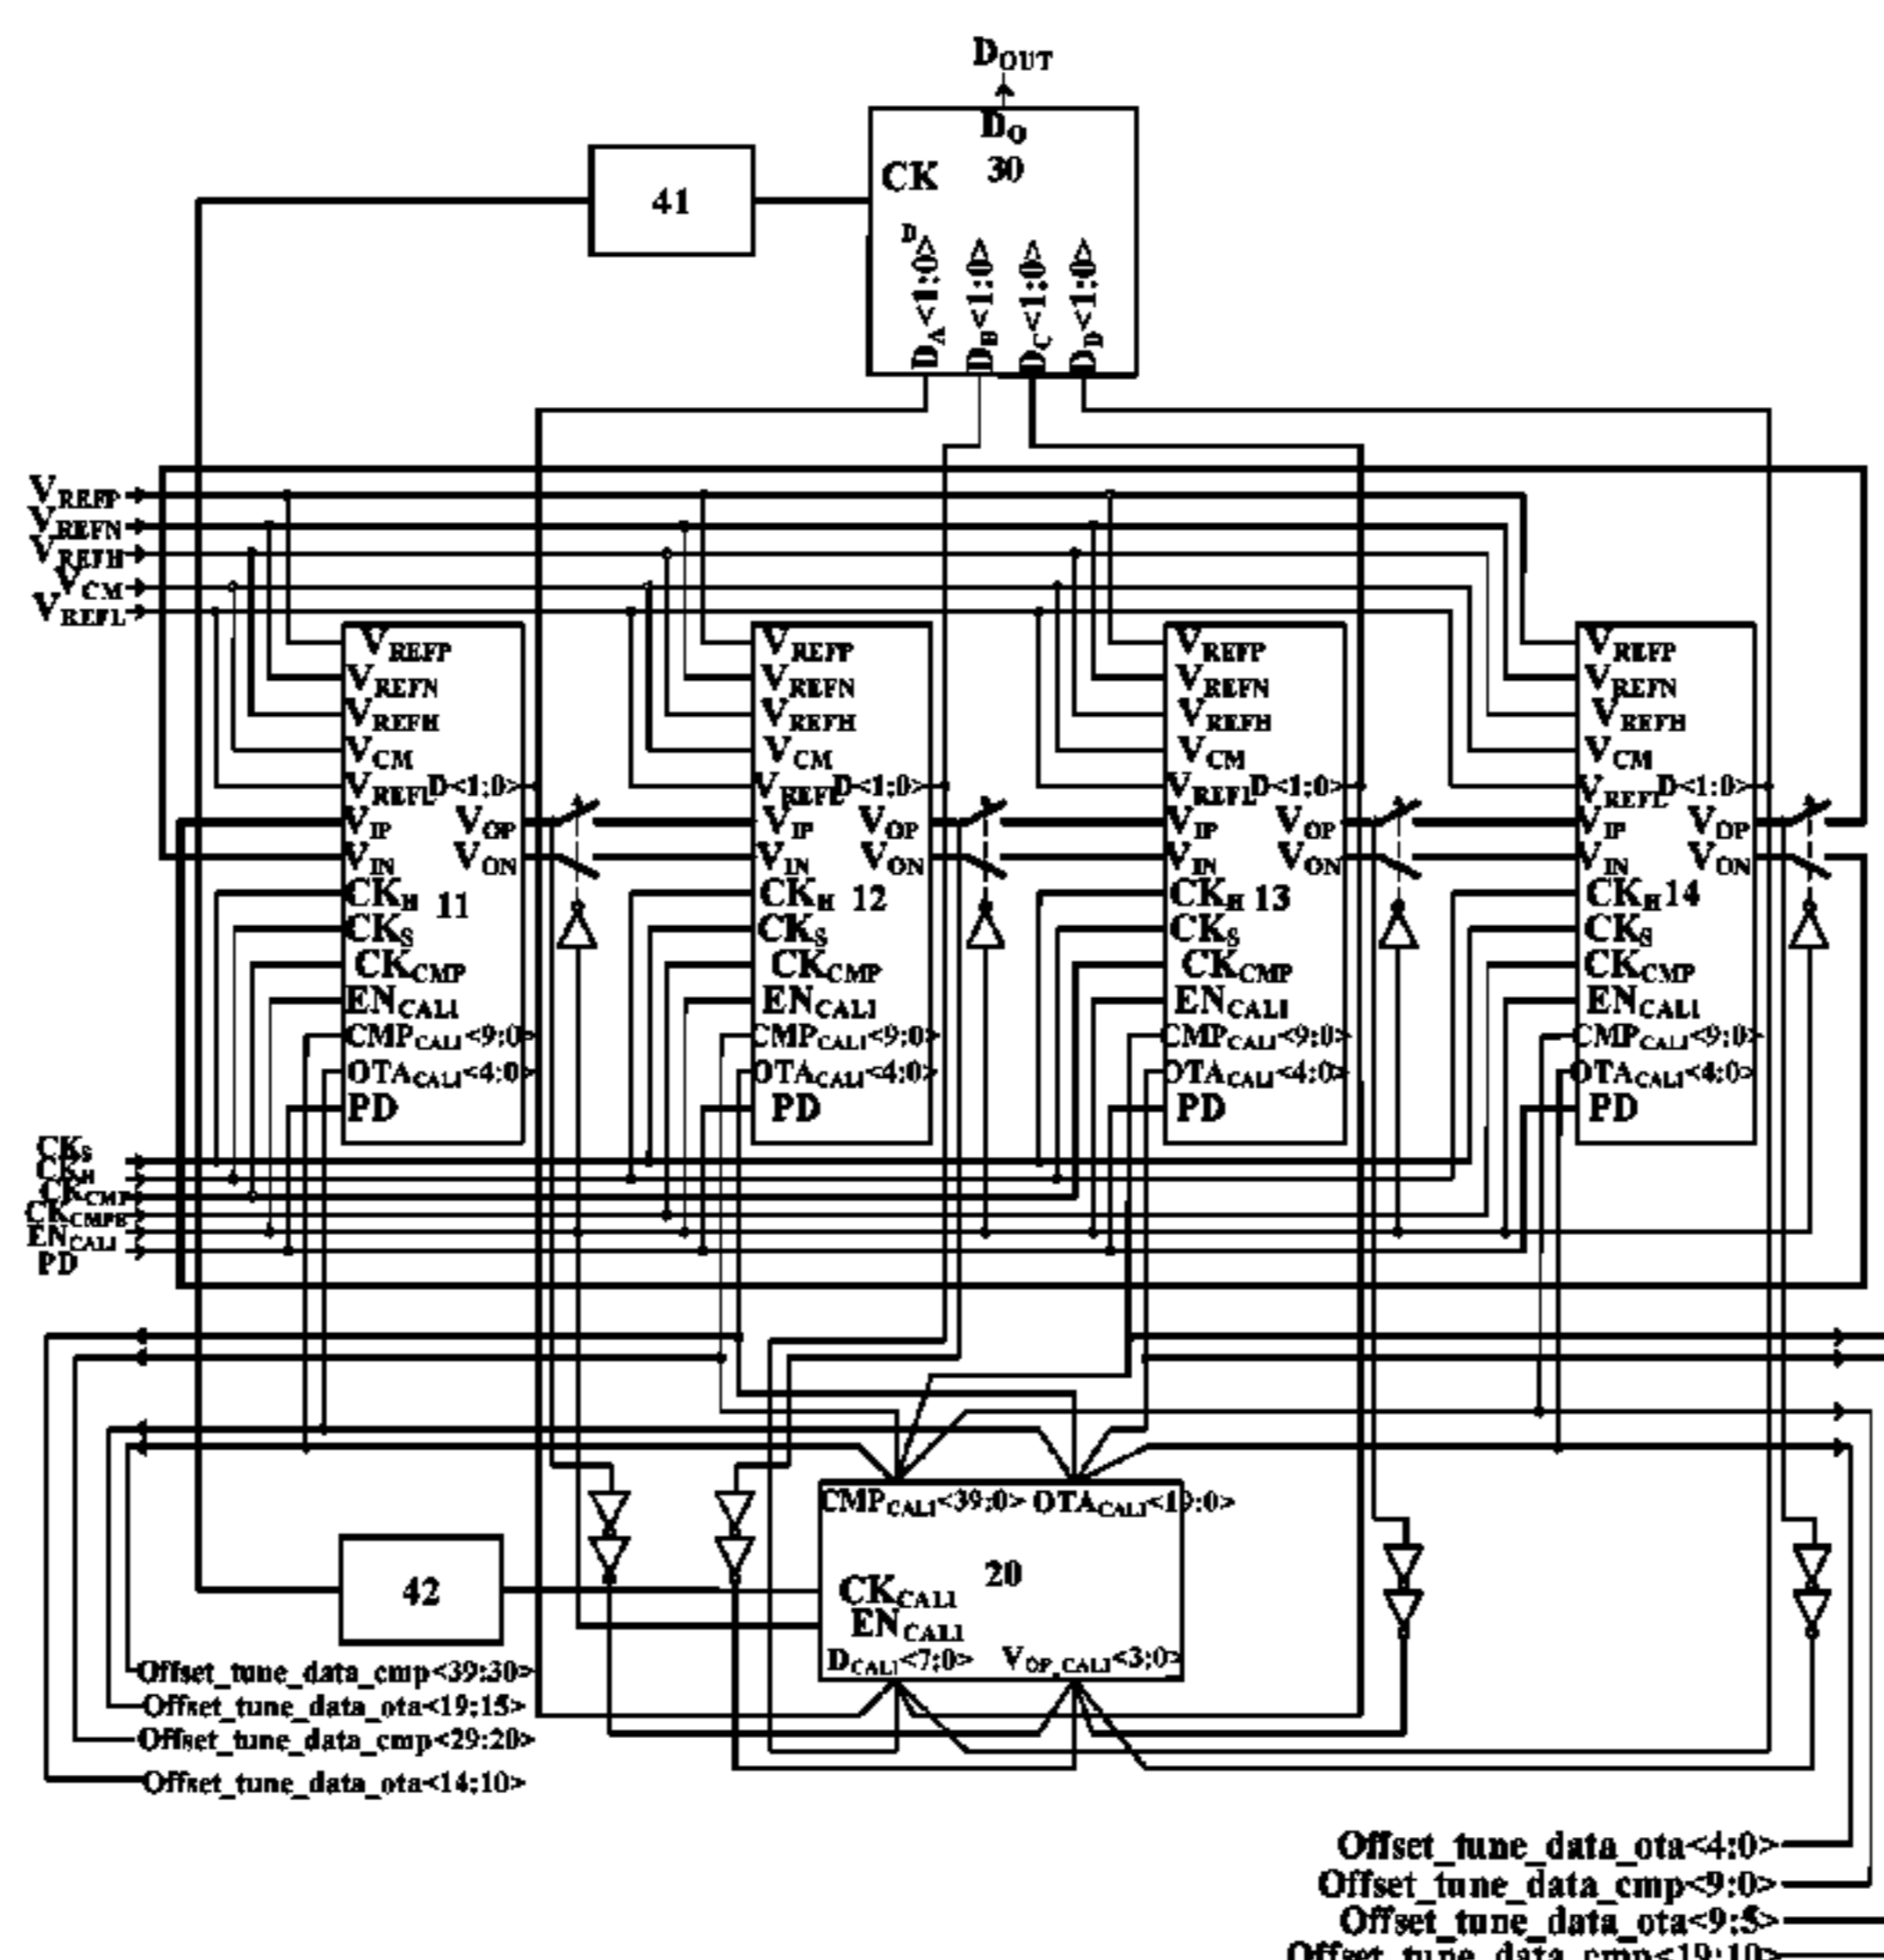 DOUT
DO
30
CK
41
D
DA<1:0>
DB<1:0>
DC<1:0>
DD<1:0>
VREFP
VREFN
VREFH
VCM
VREFL
VREFP
VREFN
VREFH
VCM
VREFL D<1:0>
VIP VOP
VIN VON
CKH 11
CKS
CKCMP
ENCALI
CMPCALI<9:0>
OTACALI<4:0>
PD
VREFP
VREFN
VREFH
VCM
VREFL D<1:0>
VIP VOP
VIN VON
CKH 12
CKS
CKCMP
ENCALI
CMPCALI<9:0>
OTACALI<4:0>
PD
VREFP
VREFN
VREFH
VCM
VREFL D<1:0>
VIP VOP
VIN VON
CKH 13
CKS
CKCMP
ENCALI
CMPCALI<9:0>
OTACALI<4:0>
PD
VREFP
VREFN
VREFH
VCM
VREFL D<1:0>
VIP VOP
VIN VON
CKH 14
CKS
CKCMP
ENCALI
CMPCALI<9:0>
OTACALI<4:0>
PD
CKS
CKH
CKCMP
CKCMPB
ENCALI
PD
CMPCALI<39:0> OTACALI<19:0>
20
CKCALI
ENCALI
DCALI<7:0> VOP_CALI<3:0>
42
Offset_tune_data_cmp<39:30>
Offset_tune_data_ota<19:15>
Offset_tune_data_cmp<29:20>
Offset_tune_data_ota<14:10>
Offset_tune_data_ota<4:0>
Offset_tune_data_cmp<9:0>
Offset_tune_data_ota<9:5>
Offset_tune_data_cmp<19:10>